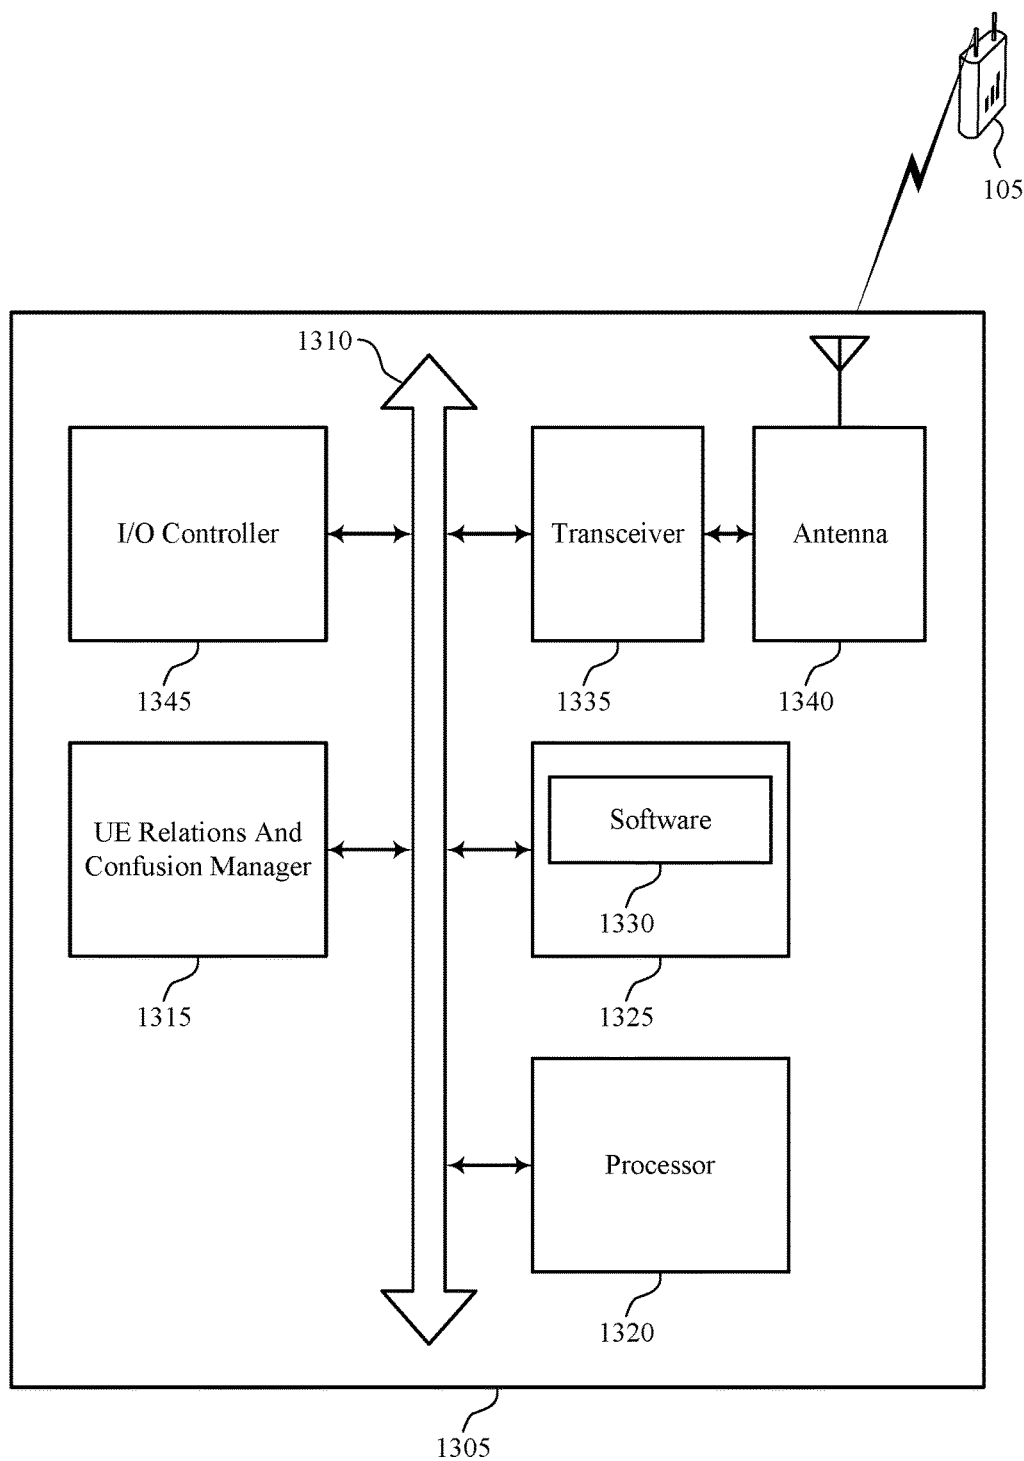 105
1310
I/O Controller
Transceiver
Antenna
1345
1335
1340
UE Relations And
Confusion Manager
Software
1330
1315
1325
Processor
1320
1305